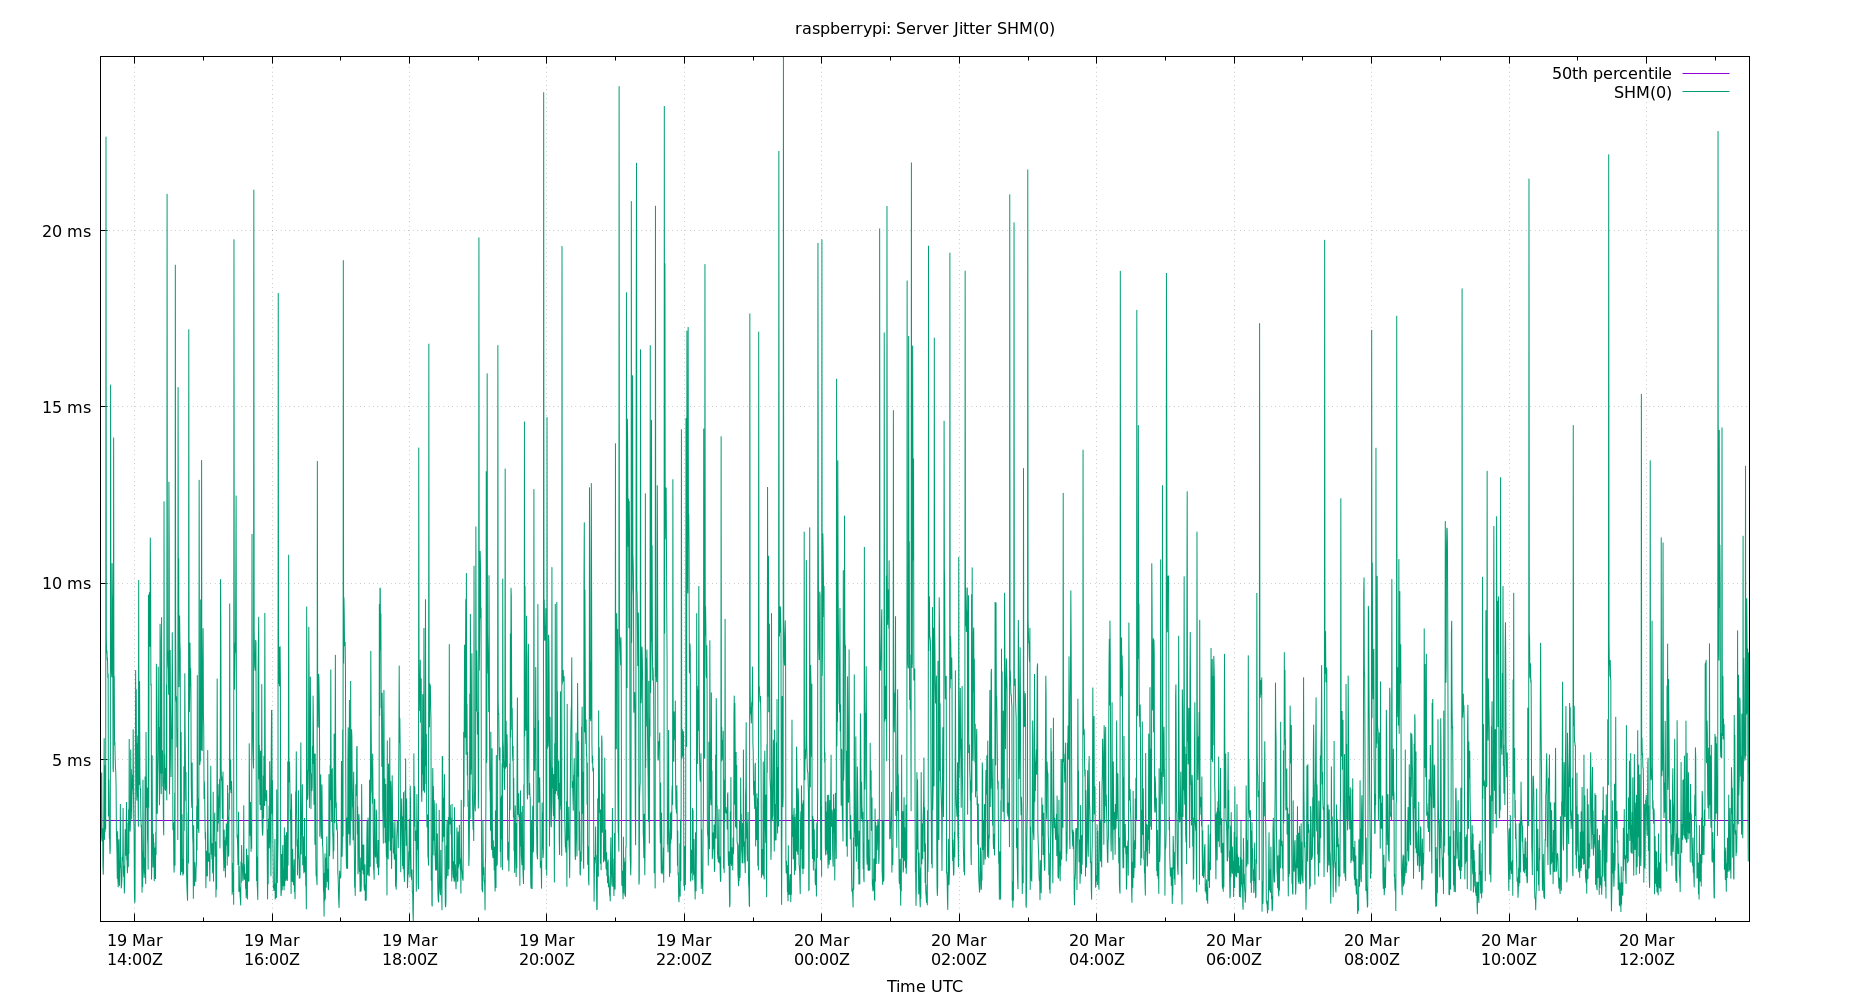 raspberrypi: Server Jitter SHM(0)
50th percentile
SHM(0)
20 ms
15 ms
10 ms
5 ms
19 Mar 19 Mar 19 Mar 19 Mar 19 Mar 20 Mar 20 Mar 20 Mar 20 Mar 20 Mar 20 Mar 20 Mar
14:00Z 16:00Z 18:00Z 20:00Z 22:00Z 00:00Z 02:00Z 04:00Z 06:00Z 08:00Z 10:00Z 12:00Z
Time UTC